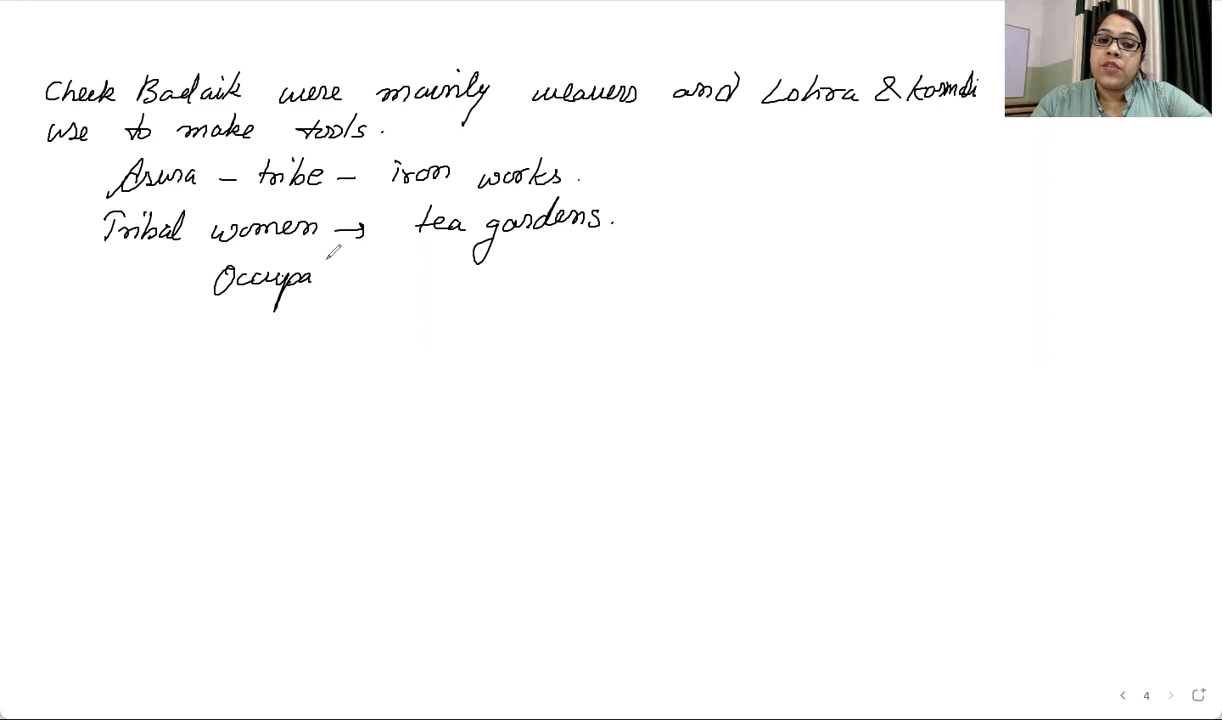 Cheek Badaik were mainly weavers and Lohra & Karmali
use to make tools.
Asura - tribe - iron works.
Tribal women → tea gardens.
Occupa
4